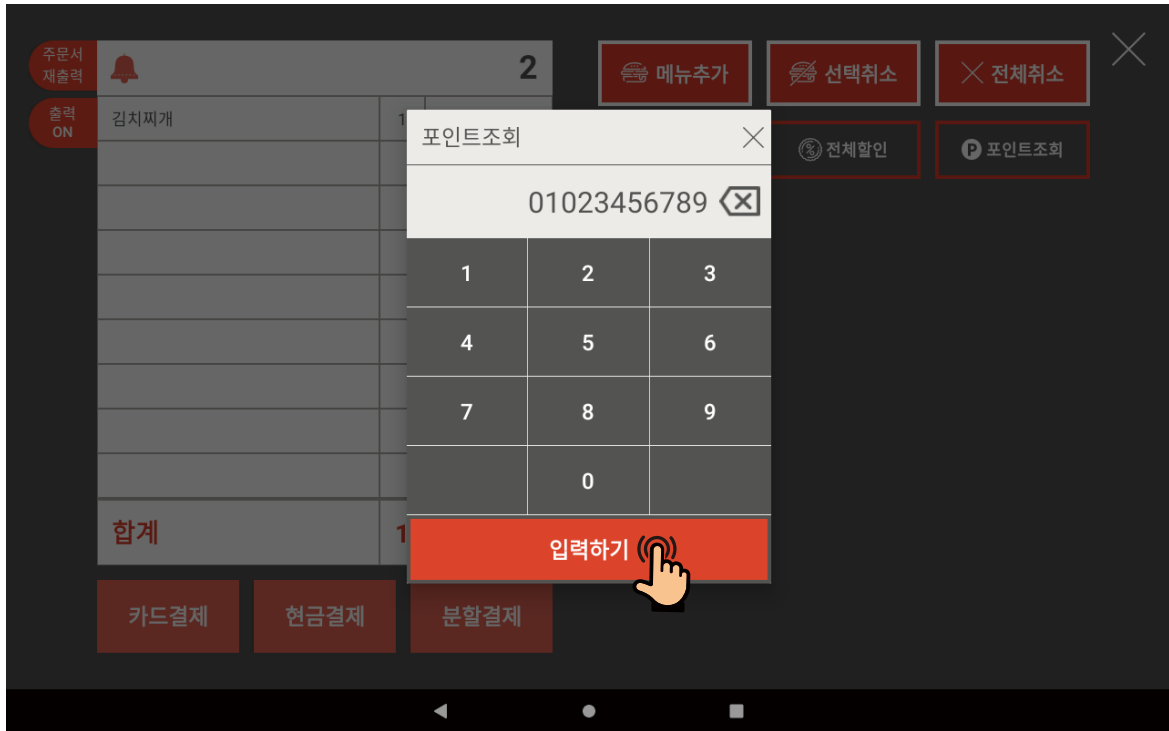 주문서
재출력
2
메뉴추가
선택취소
전체취소
출력
ON
김치찌개
1
포인트조회
전체할인
포인트조회
01023456789
1
2
3
4
5
6
7
8
9
0
합계
1
입력하기
카드결제
현금결제
분할결제